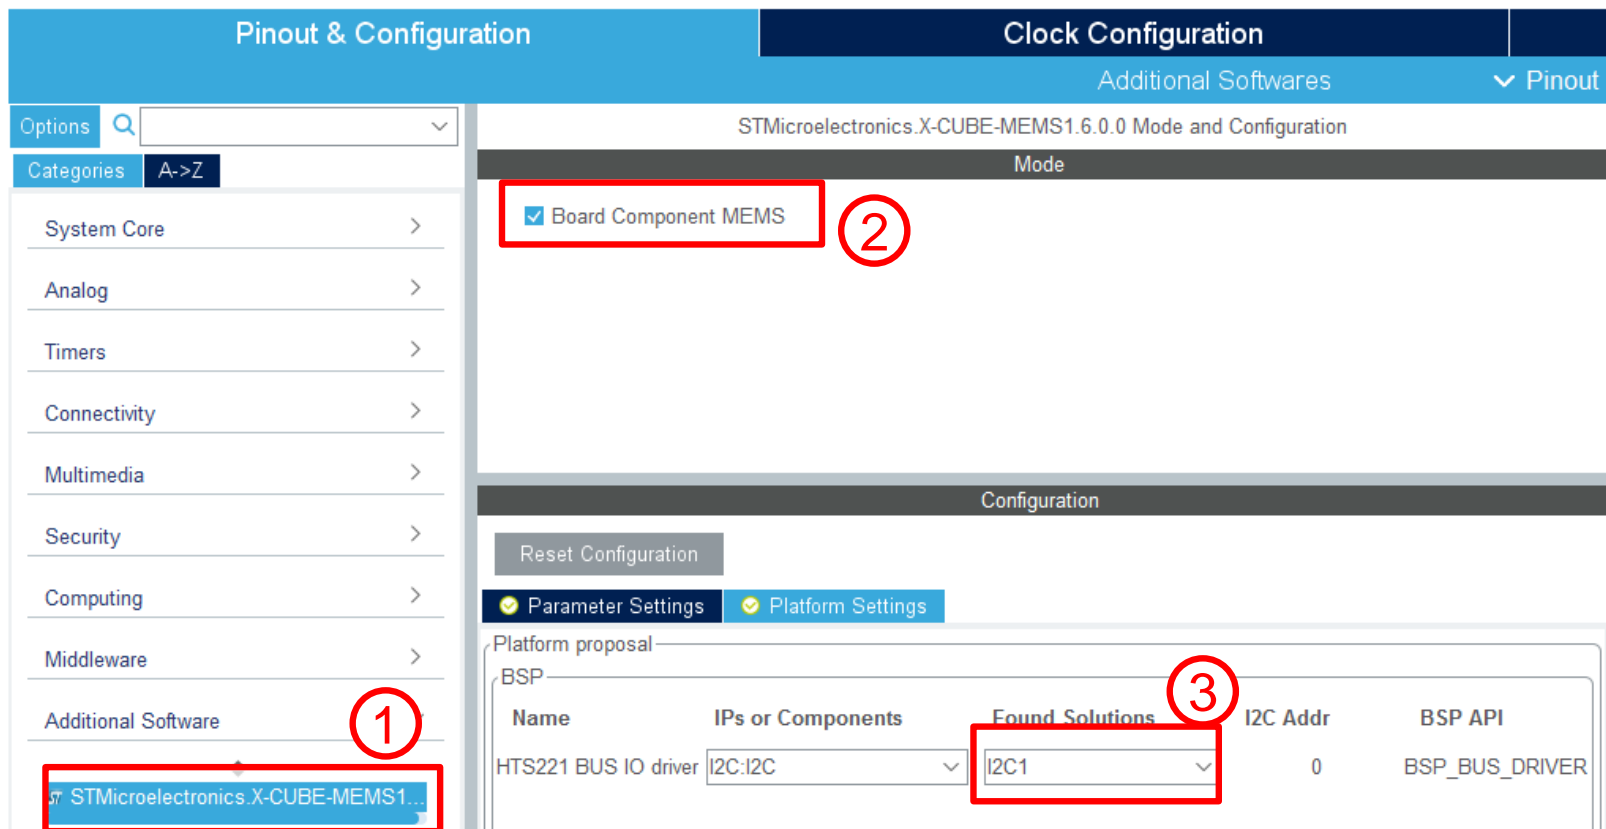 Pinout & Configuration
Clock Configuration
Additional Softwares
Pinout
Options
STMicroelectronics.X-CUBE-MEMS1.6.0.0 Mode and Configuration
Categories
A->Z
Mode
Board Component MEMS
2
System Core
Analog
Timers
Connectivity
Multimedia
Security
Computing
Middleware
Additional Software
1
ST STMicroelectronics.X-CUBE-MEMS1...
Configuration
Reset Configuration
Parameter Settings
Platform Settings
Platform proposal
BSP
3
Name IPs or Components Found Solutions I2C Addr BSP API
HTS221 BUS IO driver I2C:I2C I2C1 0 BSP_BUS_DRIVER